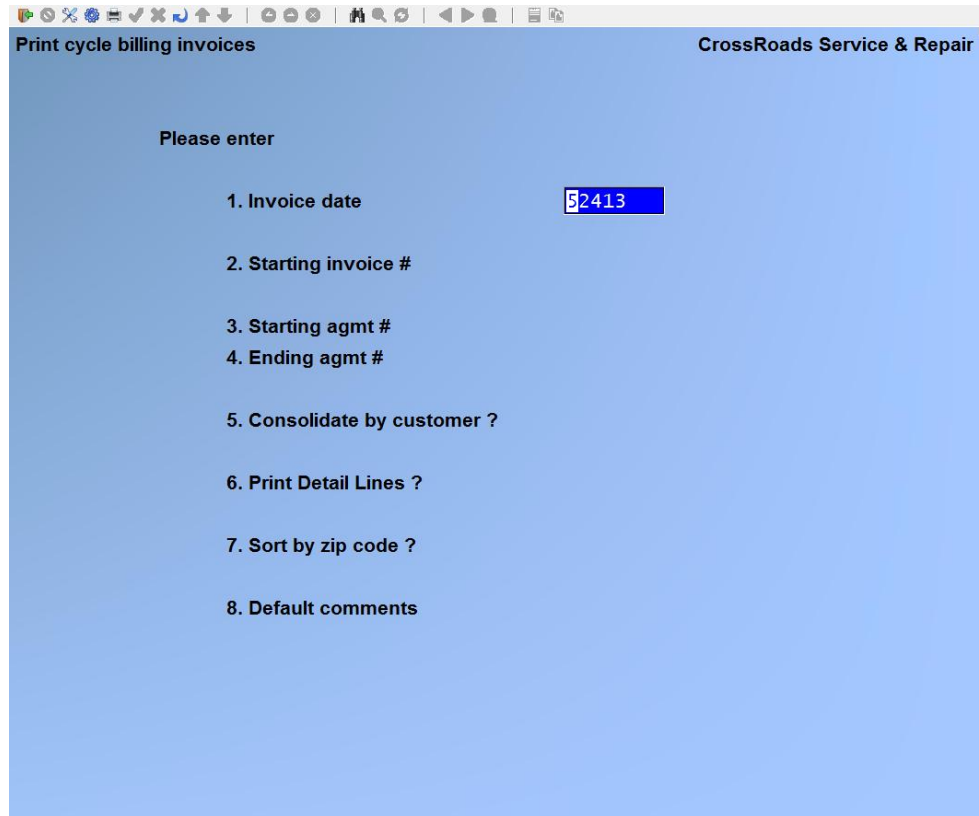 Print cycle billing invoices CrossRoads Service & Repair
Please enter
1. Invoice date 52413
2. Starting invoice #
3. Starting agmt #
4. Ending agmt #
5. Consolidate by customer ?
6. Print Detail Lines ?
7. Sort by zip code ?
8. Default comments